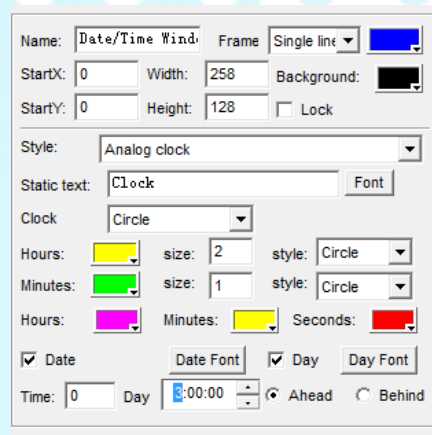 Name: Date/Time Wind Frame Single line
StartX: 0 Width: 258 Background:
StartY: 0 Height: 128 Lock
Style: Analog clock
Static text: Clock Font
Clock Circle
Hours: size: 2 style: Circle
Minutes: size: 1 style: Circle
Hours: Minutes: Seconds:
Date Date Font Day Day Font
Time: 0 Day 3:00:00 Ahead Behind